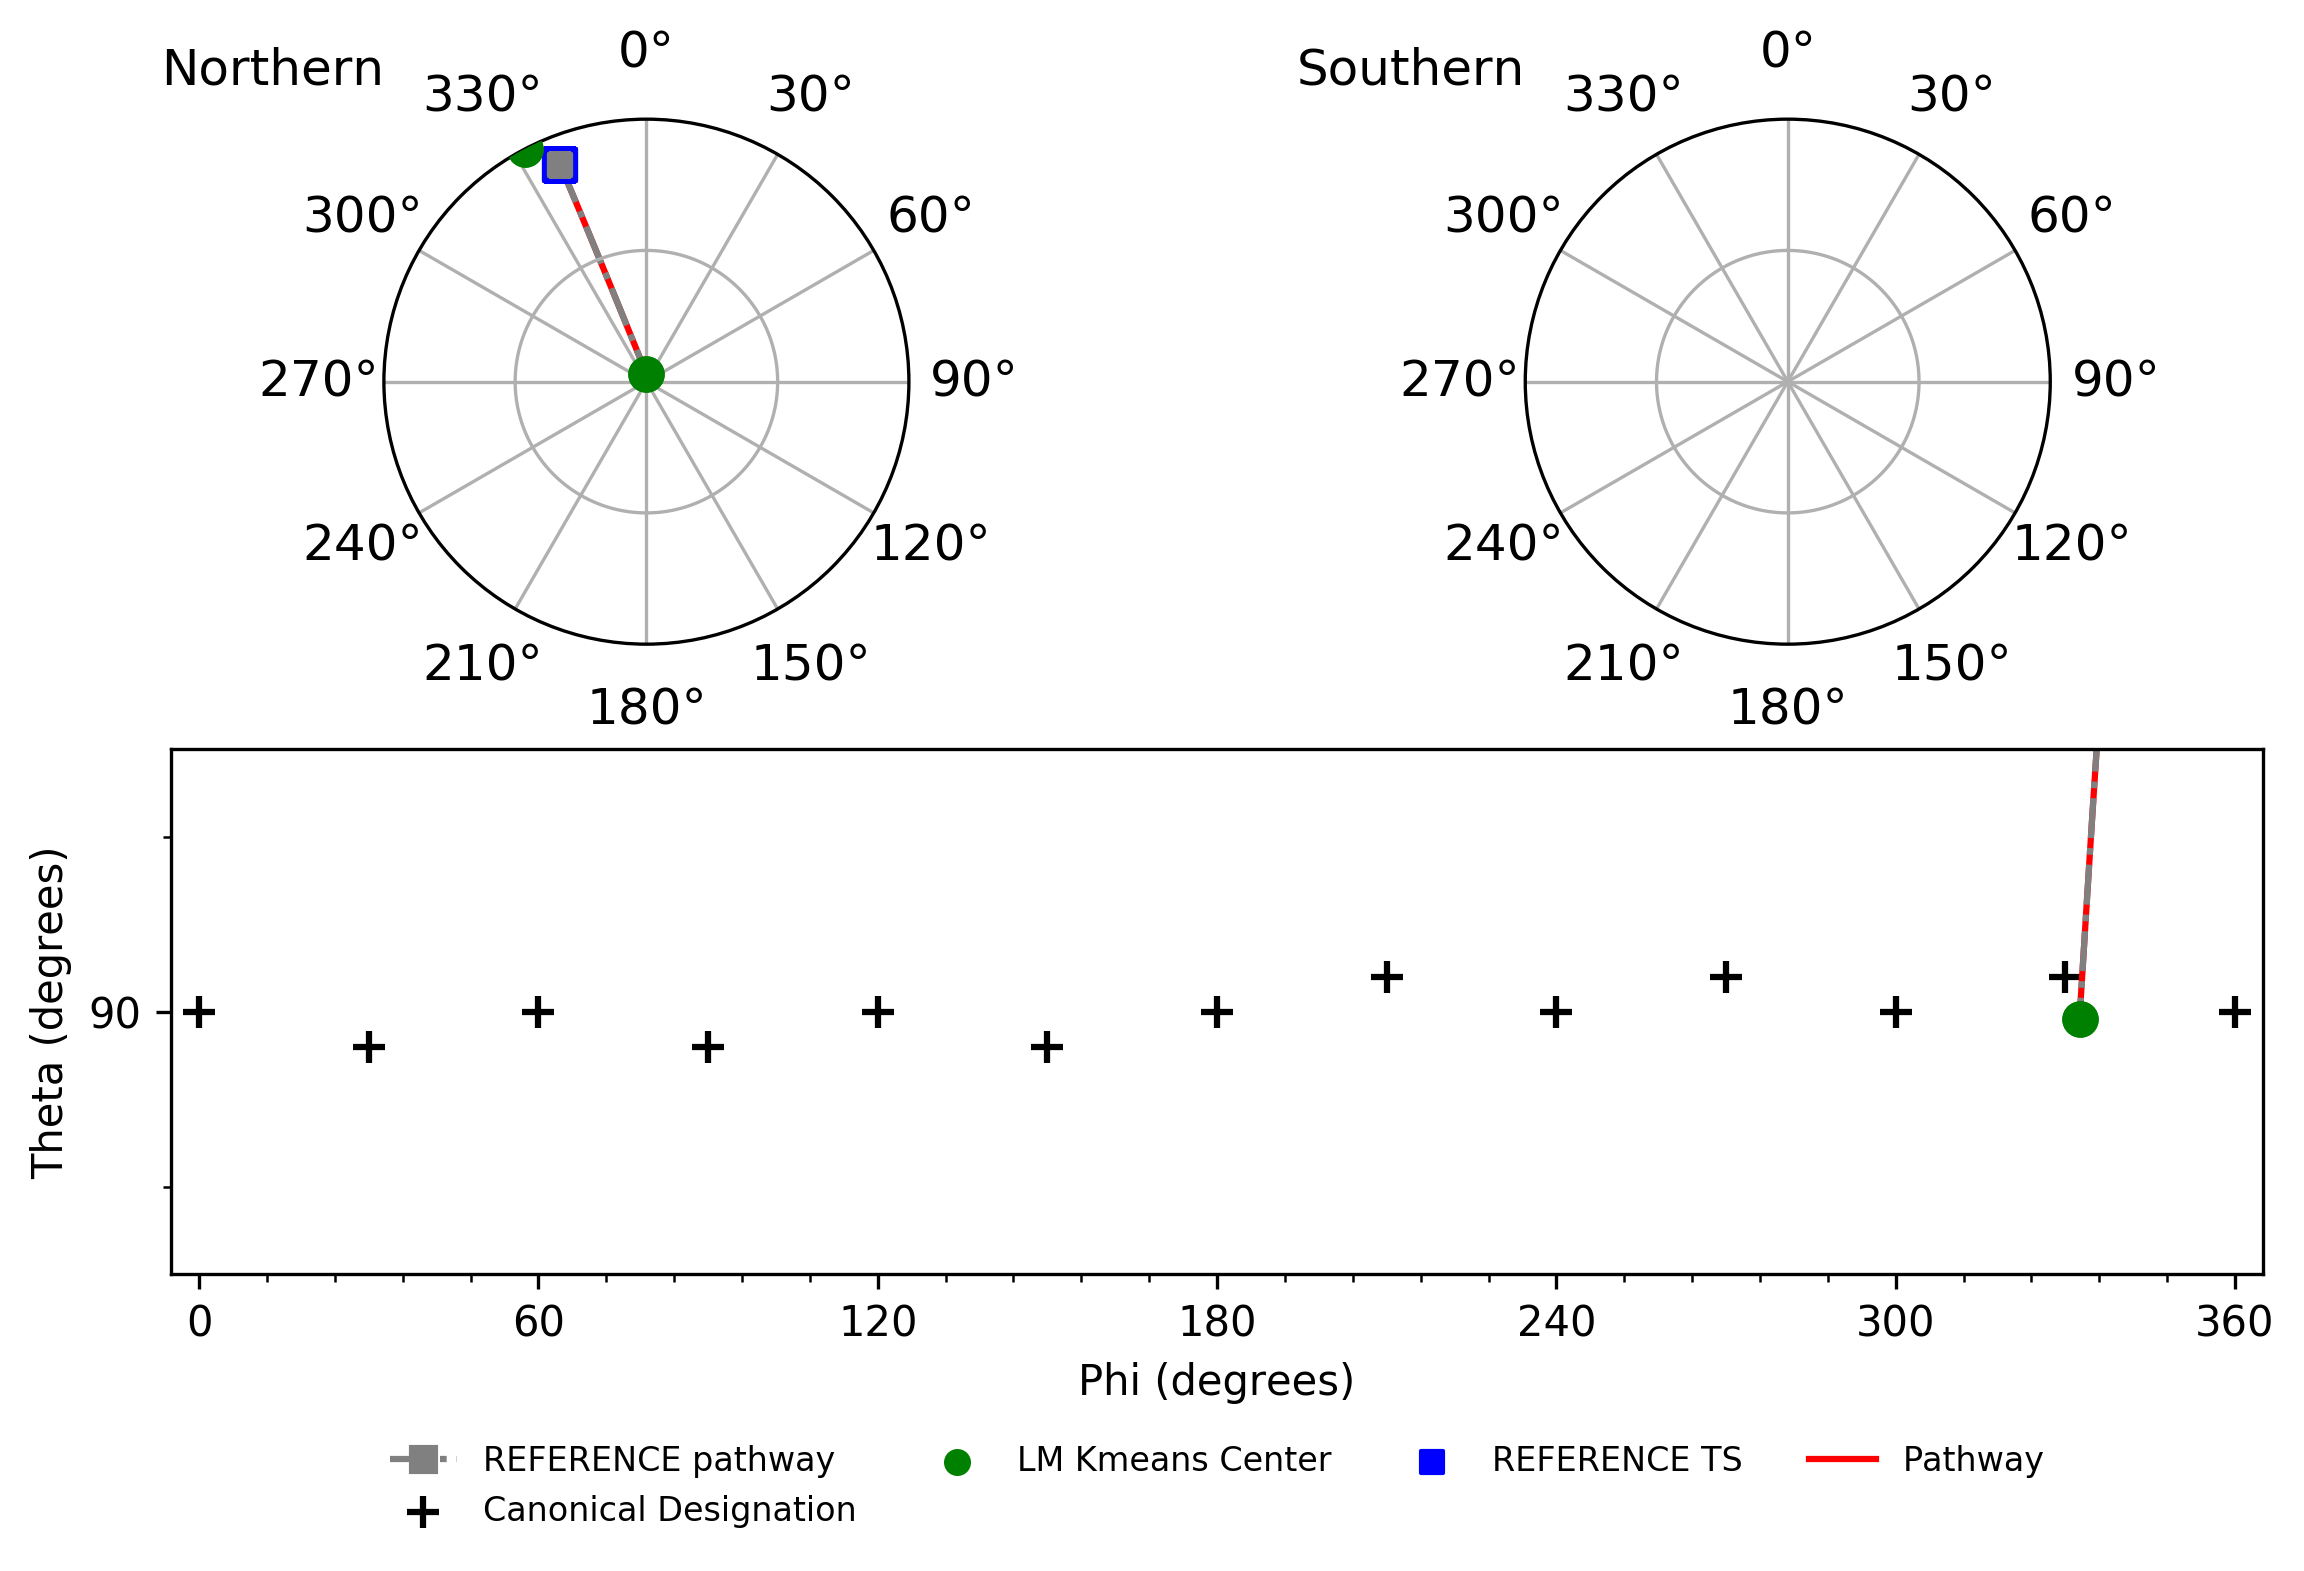 Northern
0°
330°
30°
300°
60°
270°
90°
240°
120°
210°
150°
180°
Southern
0°
330°
30°
300°
60°
270°
90°
240°
120°
210°
150°
180°
Theta (degrees)
90
0 60 120 180 240 300 360
Phi (degrees)
REFERENCE pathway
LM Kmeans Center
REFERENCE TS
Pathway
Canonical Designation